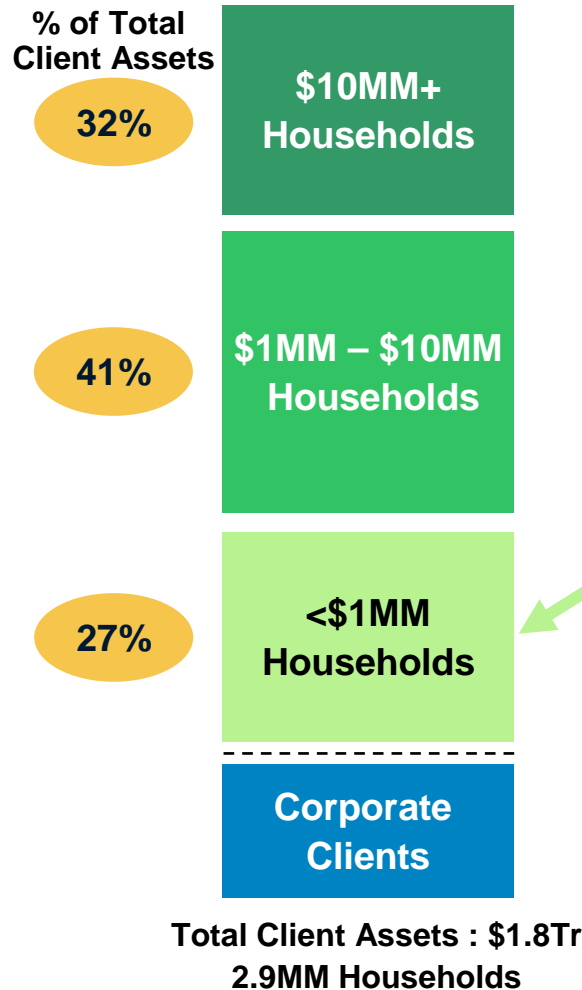 % of Total
Client Assets
32%
$10MM+
Households
41%
$1MM – $10MM
Households
27%
<$1MM
Households
Corporate
Clients
Total Client Assets : $1.8Tr
2.9MM Households